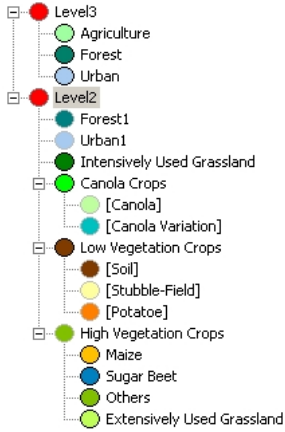 Level3
Agriculture
Forest
Urban
Level2
Forest1
Urban1
Intensively Used Grassland
Canola Crops
[Canola]
[Canola Variation]
Low Vegetation Crops
[Soil]
[Stubble-Field]
[Potatoe]
High Vegetation Crops
Maize
Sugar Beet
Others
Extensively Used Grassland